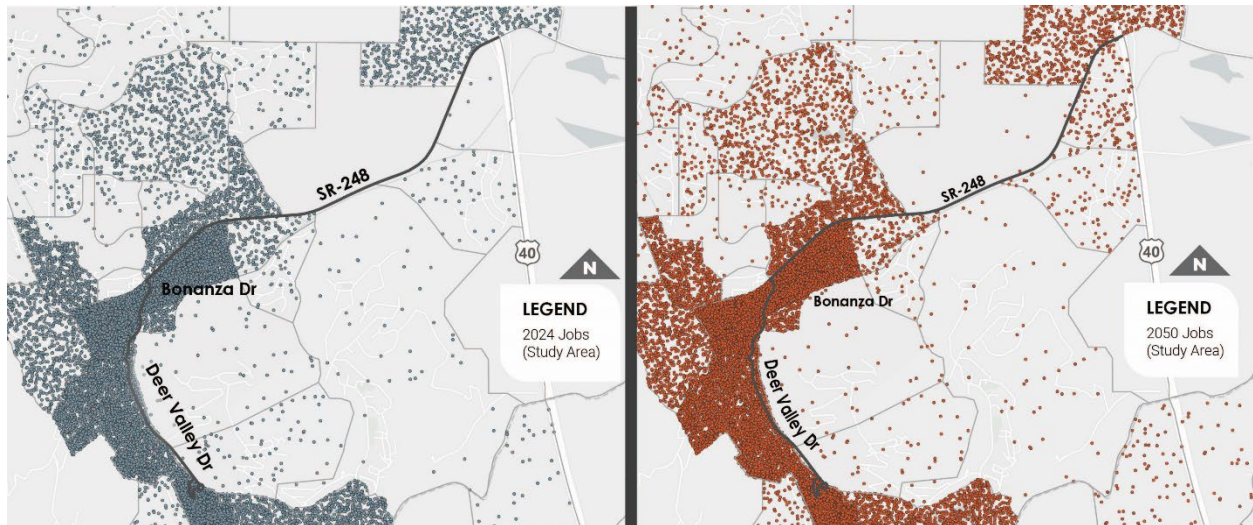 SR-248
40
N
Bonanza Dr
LEGEND
2024 Jobs
(Study Area)
Deer Valley Dr
SR-248
40
N
Bonanza Dr
LEGEND
2050 Jobs
(Study Area)
Deer Valley Dr